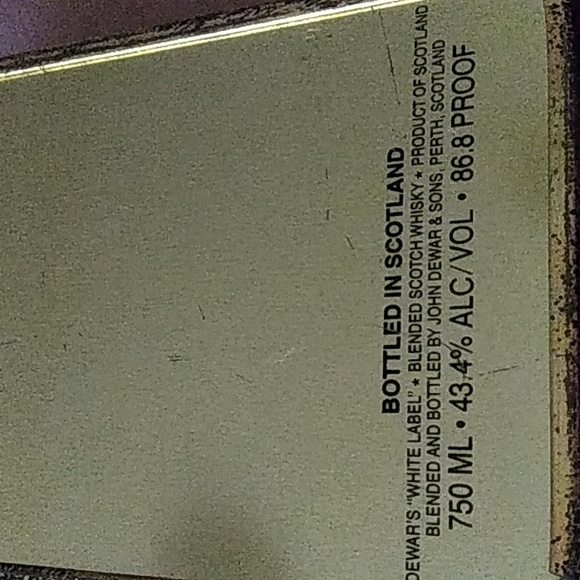 BOTTLED IN SCOTLAND
DEWAR'S "WHITE LABEL" ★ BLENDED SCOTCH WHISKY ★ PRODUCT OF SCOTLAND
BLENDED AND BOTTLED BY JOHN DEWAR & SONS, PERTH, SCOTLAND
750 ML • 43.4% ALC/VOL • 86.8 PROOF